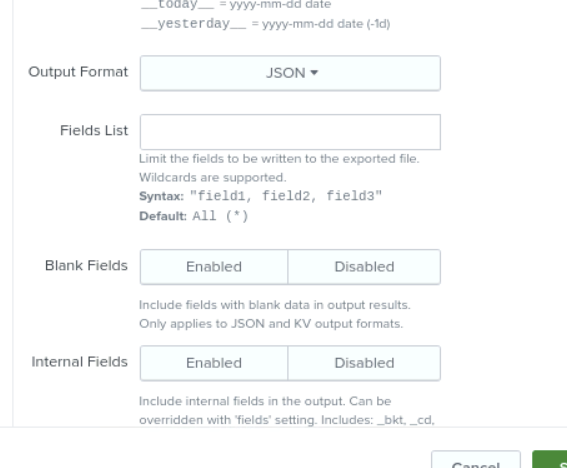 __today__ = yyyy-mm-dd date
__yesterday__ = yyyy-mm-dd date (-1d)
Output Format
JSON
Fields List
Limit the fields to be written to the exported file.
Wildcards are supported.
Syntax: "field1, field2, field3"
Default: All (*)
Blank Fields
Enabled Disabled
Include fields with blank data in output results.
Only applies to JSON and KV output formats.
Internal Fields
Enabled Disabled
Include internal fields in the output. Can be
overridden with 'fields' setting. Includes: _bkt, _cd,
Cancel